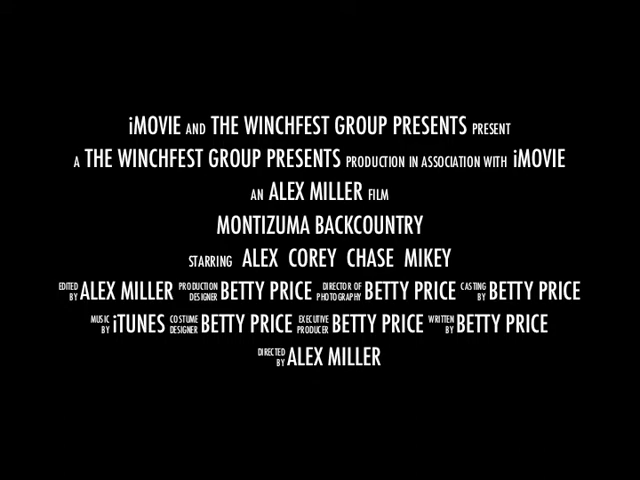 iMOVIE AND THE WINCHFEST GROUP PRESENTS PRESENT
A THE WINCHFEST GROUP PRESENTS PRODUCTION IN ASSOCIATION WITH iMOVIE
AN ALEX MILLER FILM
MONTIZUMA BACKCOUNTRY
STARRING ALEX COREY CHASE MIKEY
EDITED BY ALEX MILLER PRODUCTION DESIGNER BETTY PRICE DIRECTOR OF PHOTOGRAPHY BETTY PRICE CASTING BY BETTY PRICE
MUSIC BY iTUNES COSTUME DESIGNER BETTY PRICE EXECUTIVE PRODUCER BETTY PRICE WRITTEN BY BETTY PRICE
DIRECTED BY ALEX MILLER